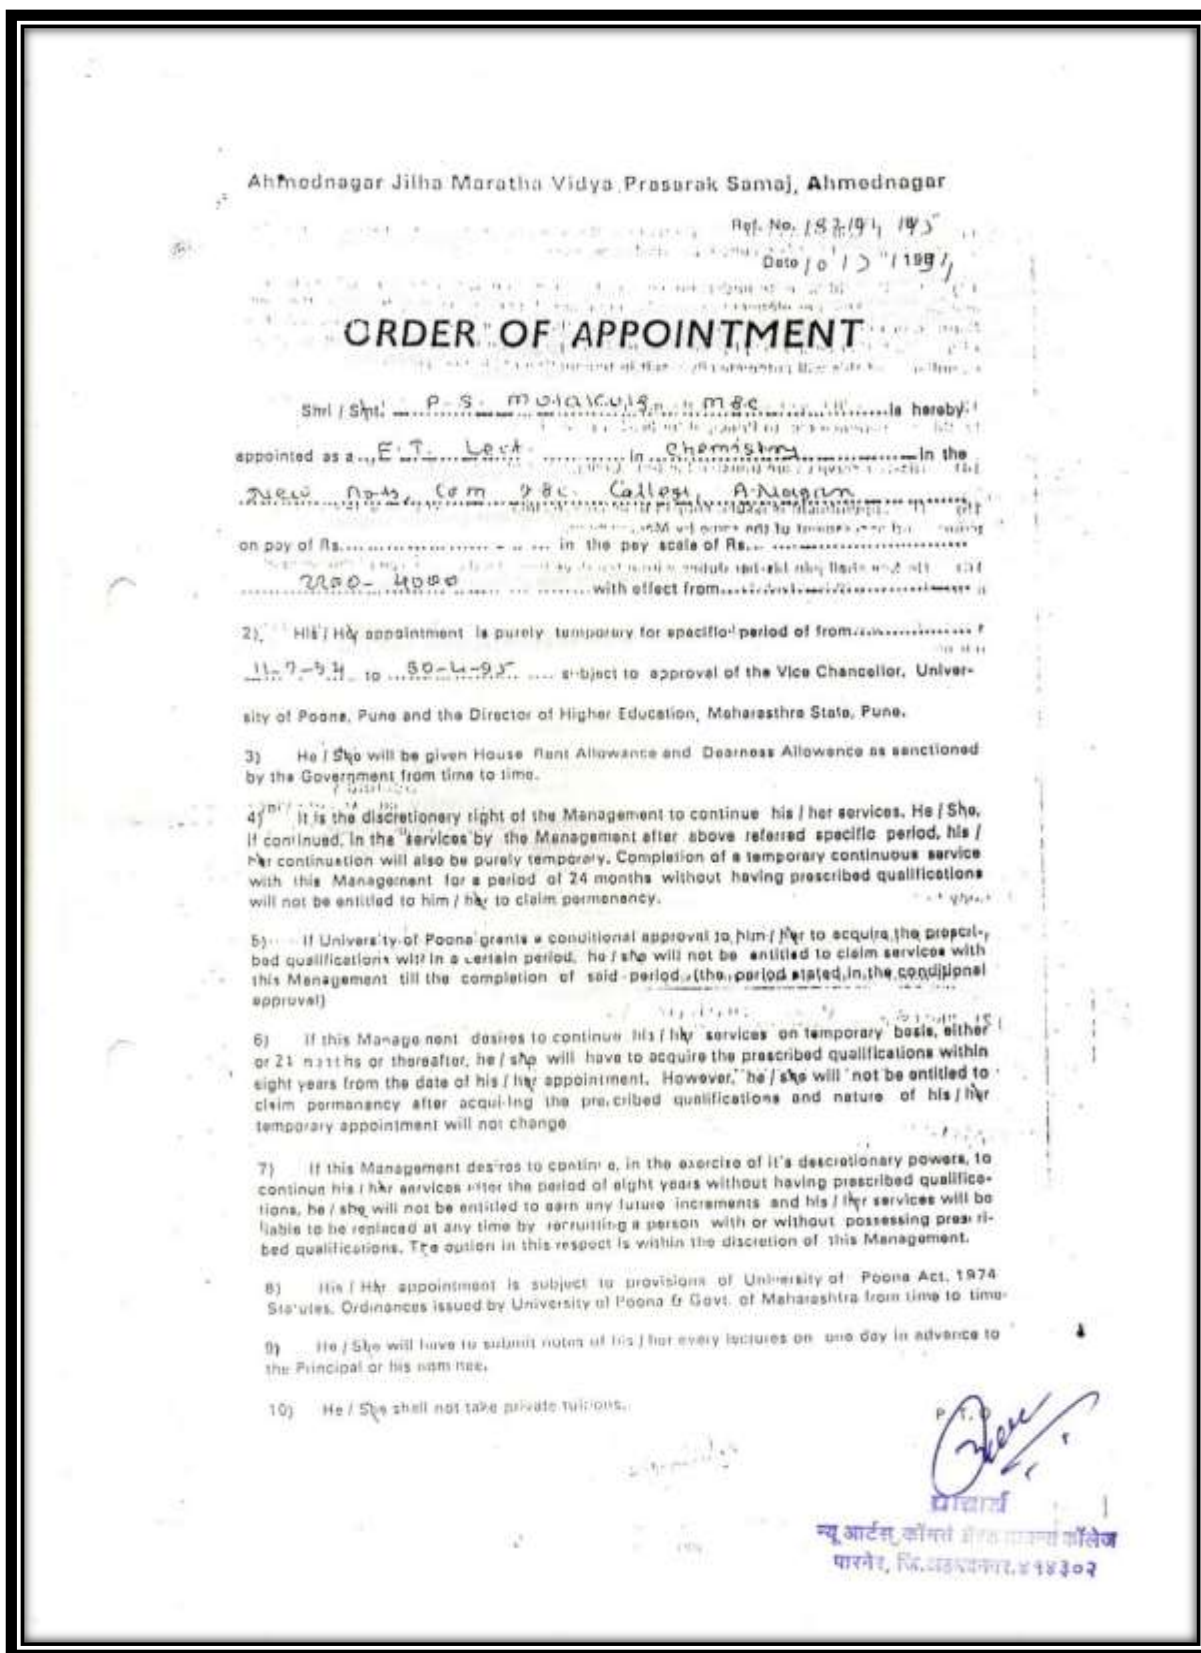 Ahmednagar Jilha Maratha Vidya Prasarak Samaj, Ahmednagar
Ref. No.
Date
ORDER OF APPOINTMENT
Shri / Smt. P. S. M.Sc is hereby
appointed as a F.T. Lect. in Chemistry in the
New Arts, Com & Sc. College, A.Nagar
on pay of Rs. in the pay scale of Rs.
2200-4000 with effect from
2) His / Her appointment is purely temporary for specific period of from
11-7-94 to 30-4-95 subject to approval of the Vice Chancellor, Univer-
sity of Poona, Pune and the Director of Higher Education, Maharasthra State, Pune.
3) He / She will be given House Rent Allowance and Dearness Allowance as sanctioned
by the Government from time to time.
4) It is the discretionary right of the Management to continue his / her services. He / She,
if continued, in the services by the Management after above referred specific period, his /
her continuation will also be purely temporary. Completion of a temporary continuous service
with this Management for a period of 24 months without having prescribed qualifications
will not be entitled to him / her to claim permanency.
5) If University of Poona grants a conditional approval to him / her to acquire the prescri-
bed qualifications with in a certain period, he / she will not be entitled to claim services with
this Management till the completion of said period. (the period stated in the conditional
approval)
6) If this Management desires to continue his / her services on temporary basis, either
or 24 months or thereafter, he / she will have to acquire the prescribed qualifications within
eight years from the date of his / her appointment. However, he / she will not be entitled to
claim permanancy after acquiring the prescribed qualifications and nature of his / her
temporary appointment will not change
7) If this Management desires to continue, in the exercise of it's descretionary powers, to
continue his / her services after the period of eight years without having prescribed qualifica-
tions, he / she will not be entitled to earn any future increments and his / her services will be
liable to be replaced at any time by recruitting a person with or without possessing prescri-
bed qualifications. The option in this respect is within the discretion of this Management.
8) His / Her appointment is subject to provisions of University of Poona Act, 1974
Statutes, Ordinances issued by University of Poona & Govt. of Maharashtra from time to time.
9) He / She will have to submit notes of his / her every lectures on one day in advance to
the Principal or his nominee.
10) He / She shall not take private tuitions.
P. T. O
प्राचार्य
न्यू आर्टस्, कॉमर्स कॉलेज
पारनेर, जि.अहमदनगर.४१४३०२